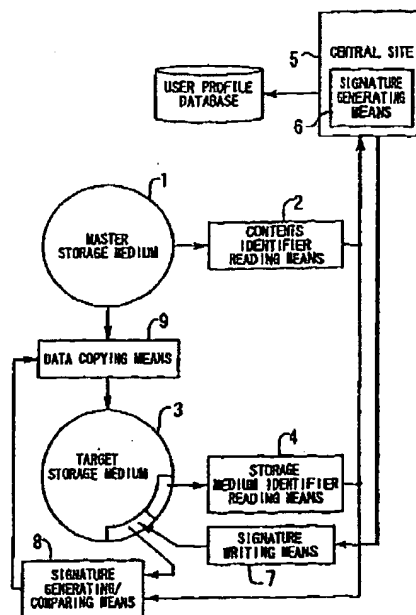 5
CENTRAL SITE
6
SIGNATURE
GENERATING
MEANS
USER PROFILE
DATABASE
1
MASTER
STORAGE MEDIUM
2
CONTENTS
IDENTIFIER
READING MEANS
9
DATA COPYING MEANS
3
TARGET
STORAGE MEDIUM
4
STORAGE
MEDIUM IDENTIFIER
READING MEANS
SIGNATURE
WRITING MEANS
7
8
SIGNATURE
GENERATING/
COMPARING MEANS